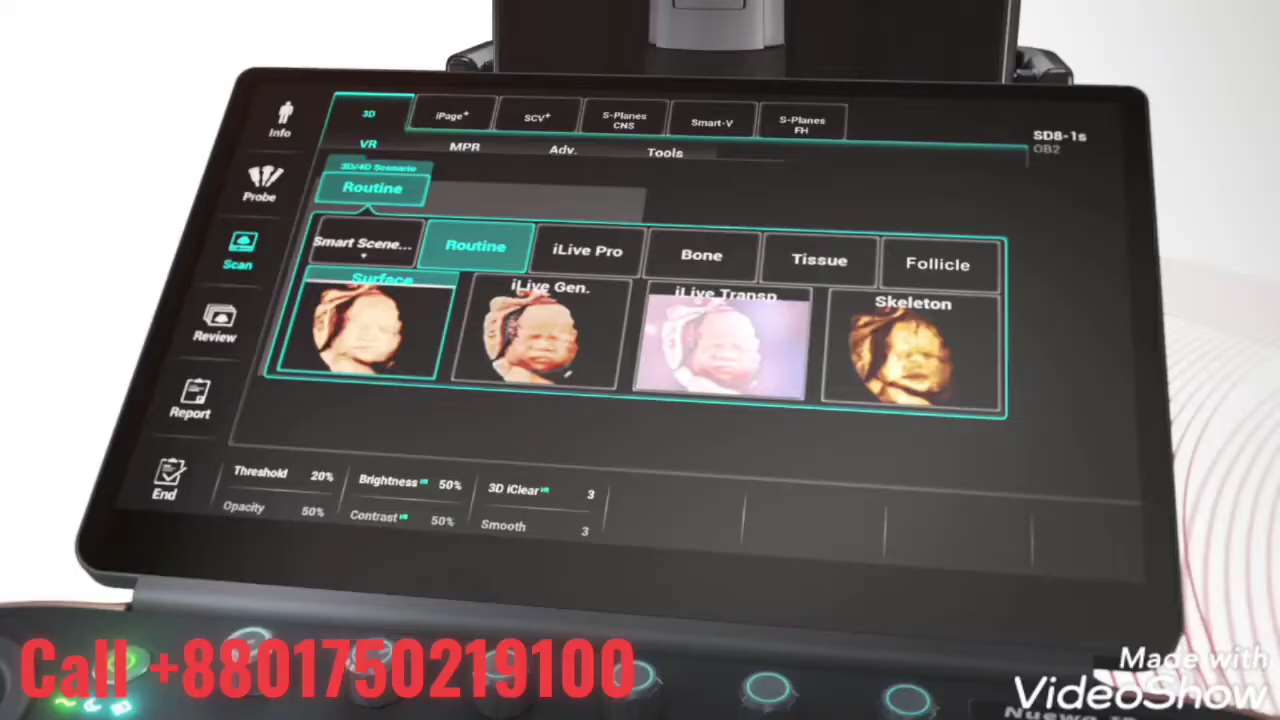 Info
Probe
Scan
Review
Report
End
3D
iPage+
SCV+
S-Planes
CNS
Smart-V
S-Planes
FH
SD8-1s
OB2
VR
MPR
Adv.
Tools
3D/4D Scenario
Routine
Smart Scene...
Routine
iLive Pro
Bone
Tissue
Follicle
Surface
iLive Gen.
iLive Transp
Skeleton
Threshold 20%
Opacity 50%
Brightness 50%
Contrast 50%
3D iClear 3
Smooth 3
Call +8801750219100
Made with
VideoShow